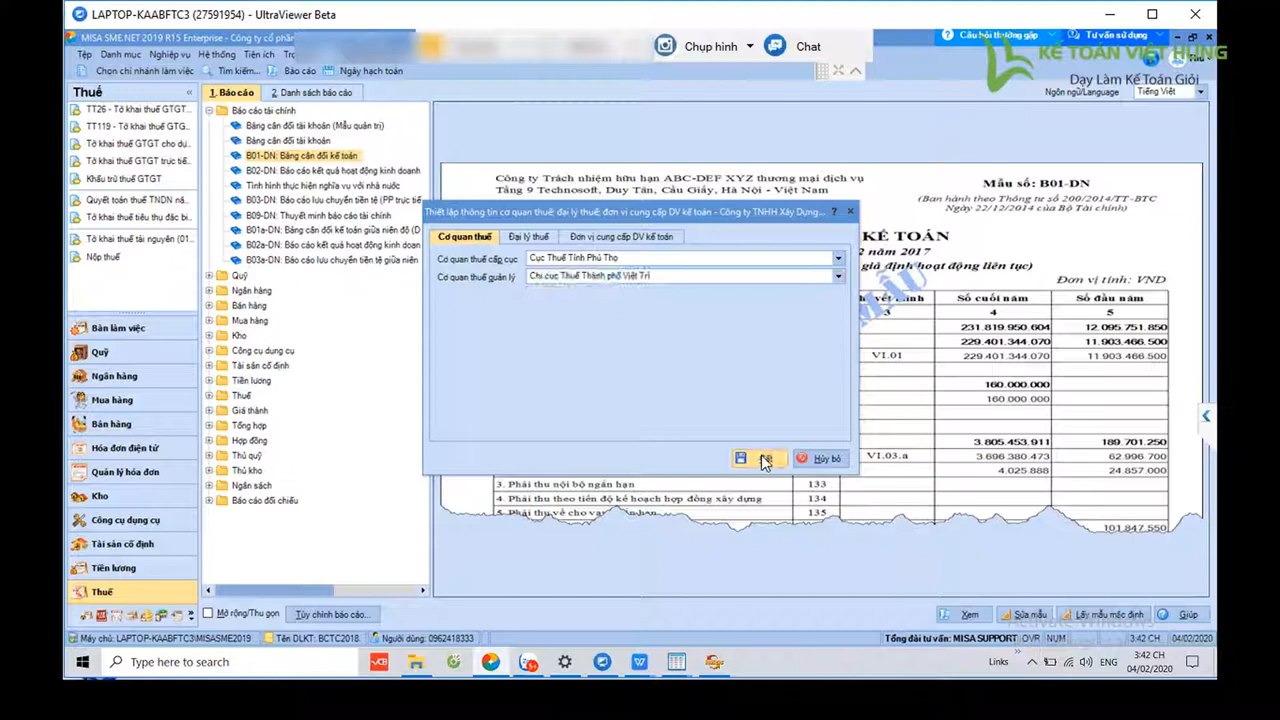 LAPTOP-KAABFTC3 (27591954) - UltraViewer Beta
MISA SME.NET 2019 R15 Enterprise - Công ty cổ phần
Chụp hình
Chat
Câu hỏi thường gặp
Tư vấn sử dụng
KẾ TOÁN VIỆT HƯNG
Dạy Làm Kế Toán Giỏi
Tệp Danh mục Nghiệp vụ Hệ thống Tiện ích
Chọn chi nhánh làm việc Tìm kiếm... Báo cáo Ngày hạch toán
Ngôn ngữ/Language Tiếng Việt
Thuế
TT26 - Tờ khai thuế GTGT
TT119 - Tờ khai thuế GTGT
Tờ khai thuế GTGT cho dự
Tờ khai thuế GTGT trực tiế
Khấu trừ thuế GTGT
Quyết toán thuế TNDN nă
Tờ khai thuế tiêu thụ đặc bi
Tờ khai thuế tài nguyên (01
Nộp thuế
Bàn làm việc
Quỹ
Ngân hàng
Mua hàng
Bán hàng
Hóa đơn điện tử
Quản lý hóa đơn
Kho
Công cụ dụng cụ
Tài sản cố định
Tiền lương
Thuế
1. Báo cáo 2. Danh sách báo cáo
Báo cáo tài chính
Bảng cân đối tài khoản (Mẫu quản trị)
Bảng cân đối tài khoản
B01-DN: Bảng cân đối kế toán
B02-DN: Báo cáo kết quả hoạt động kinh doanh
Tình hình thực hiện nghĩa vụ với nhà nước
B03-DN: Báo cáo lưu chuyển tiền tệ (PP trực tiế
B09-DN: Thuyết minh báo cáo tài chính
B01a-DN: Bảng cân đối kế toán giữa niên độ (D
B02a-DN: Báo cáo kết quả hoạt động kinh doan
B03a-DN: Báo cáo lưu chuyển tiền tệ giữa niên
Quỹ
Ngân hàng
Bán hàng
Mua hàng
Kho
Công cụ dụng cụ
Tài sản cố định
Tiền lương
Thuế
Giá thành
Tổng hợp
Hợp đồng
Thủ quỹ
Thủ kho
Ngân sách
Báo cáo đối chiếu
Mở rộng/Thu gọn Tùy chỉnh báo cáo...
Công ty Trách nhiệm hữu hạn ABC-DEF XYZ thương mại dịch vụ
Tầng 9 Technosoft, Duy Tân, Cầu Giấy, Hà Nội - Việt Nam
Mẫu số: B01-DN
(Ban hành theo Thông tư số 200/2014/TT-BTC
Ngày 22/12/2014 của Bộ Tài chính)
KẾ TOÁN
2 năm 2017
giả định hoạt động liên tục)
Đơn vị tính: VND
MẪU
Số cuối năm Số đầu năm
3 4 5
231.819.950.604 12.095.751.850
229.401.344.070 11.903.466.500
VI.01 229.401.344.070 11.903.466.500
160.000.000
160.000.000
3.805.453.911 189.701.250
VI.03.a 3.696.380.473 62.996.700
4.025.888 24.857.000
3. Phải thu nội bộ ngắn hạn 133
4. Phải thu theo tiến độ kế hoạch hợp đồng xây dựng 134
5. Phải thu về cho vay ngắn hạn 135
101.847.550
Thiết lập thông tin cơ quan thuế; đại lý thuế; đơn vị cung cấp DV kế toán - Công ty TNHH Xây Dựng...
Cơ quan thuế Đại lý thuế Đơn vị cung cấp DV kế toán
Cơ quan thuế cấp cục Cục Thuế Tỉnh Phú Thọ
Cơ quan thuế quản lý Chi cục Thuế Thành phố Việt Trì
Hủy bỏ
Xem Sửa mẫu Lấy mẫu mặc định Giúp
Activate Windows
Máy chủ: LAPTOP-KAABFTC3\MISASME2019 Tên DLKT: BCTC2018. Người dùng: 0962418333
Tổng đài tư vấn: MISA SUPPORT OVR NUM 3:42 CH 04/02/2020
Type here to search
VCB
Links
ENG
3:42 CH
04/02/2020